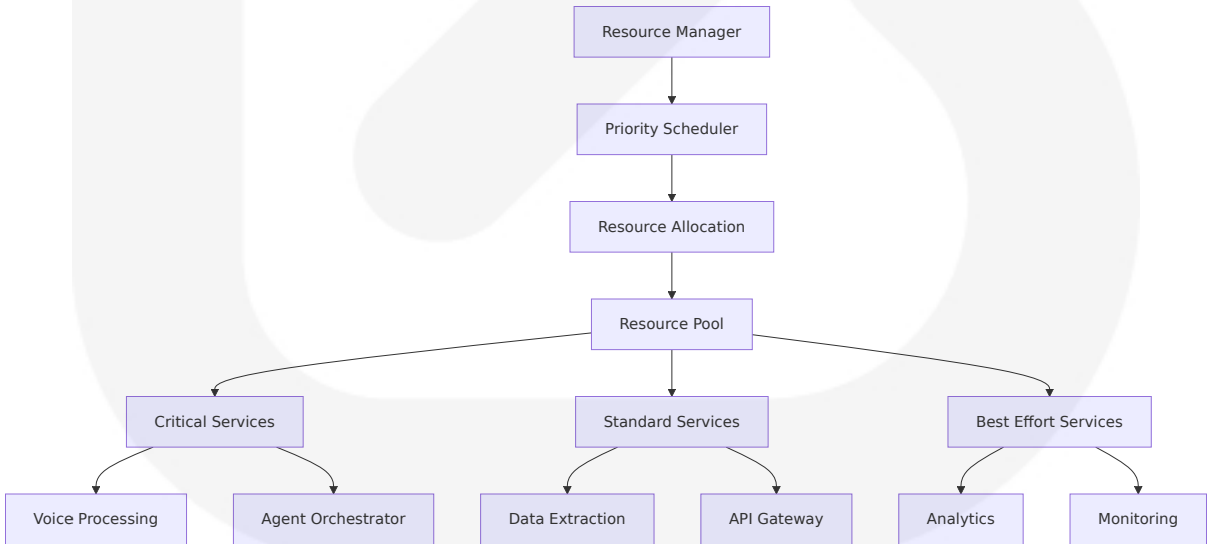 Resource Manager
Priority Scheduler
Resource Allocation
Resource Pool
Critical Services
Standard Services
Best Effort Services
Voice Processing
Agent Orchestrator
Data Extraction
API Gateway
Analytics
Monitoring